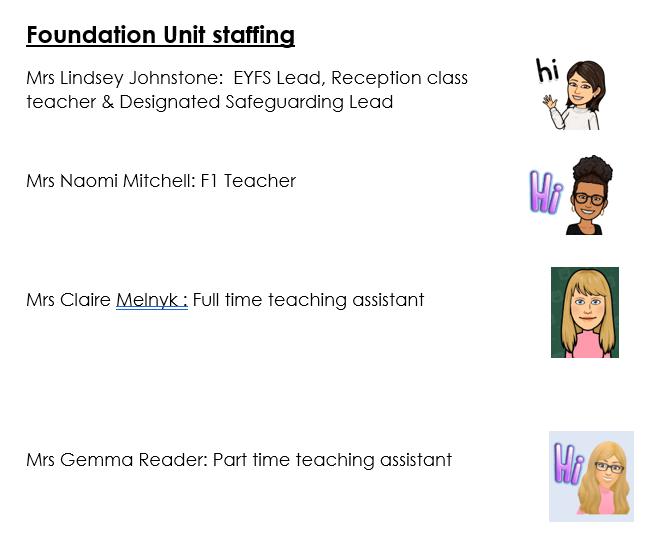 Foundation Unit staffing
Mrs Lindsey Johnstone:  EYFS Lead, Reception class
teacher & Designated Safeguarding Lead
hi
Mrs Naomi Mitchell: F1 Teacher
Hi
Mrs Claire Melnyk : Full time teaching assistant
Mrs Gemma Reader: Part time teaching assistant
Hi